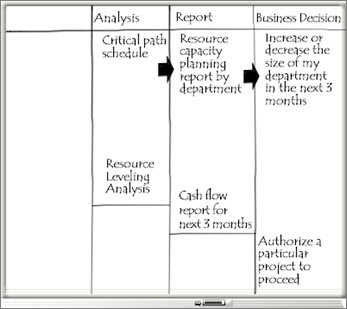 Analysis
Report
Business Decision
Critical path
schedule
Resource
capacity
planning
report by
department
Increase or
decrease the
size of my
department
in the next 3
months
Resource
Leveling
Analysis
Cash flow
report for
next 3 months
Authorize a
particular
project to
proceed